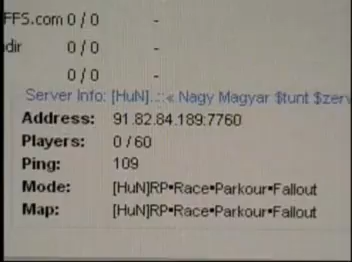 FFS.com 0 / 0 -
dir 0 / 0 -
0 / 0 -
Server Info: [HuN]..::« Nagy Magyar $tunt $zerv
Address: 91.82.84.189:7760
Players: 0 / 60
Ping: 109
Mode: [HuN]RP•Race•Parkour•Fallout
Map: [HuN]RP•Race•Parkour•Fallout